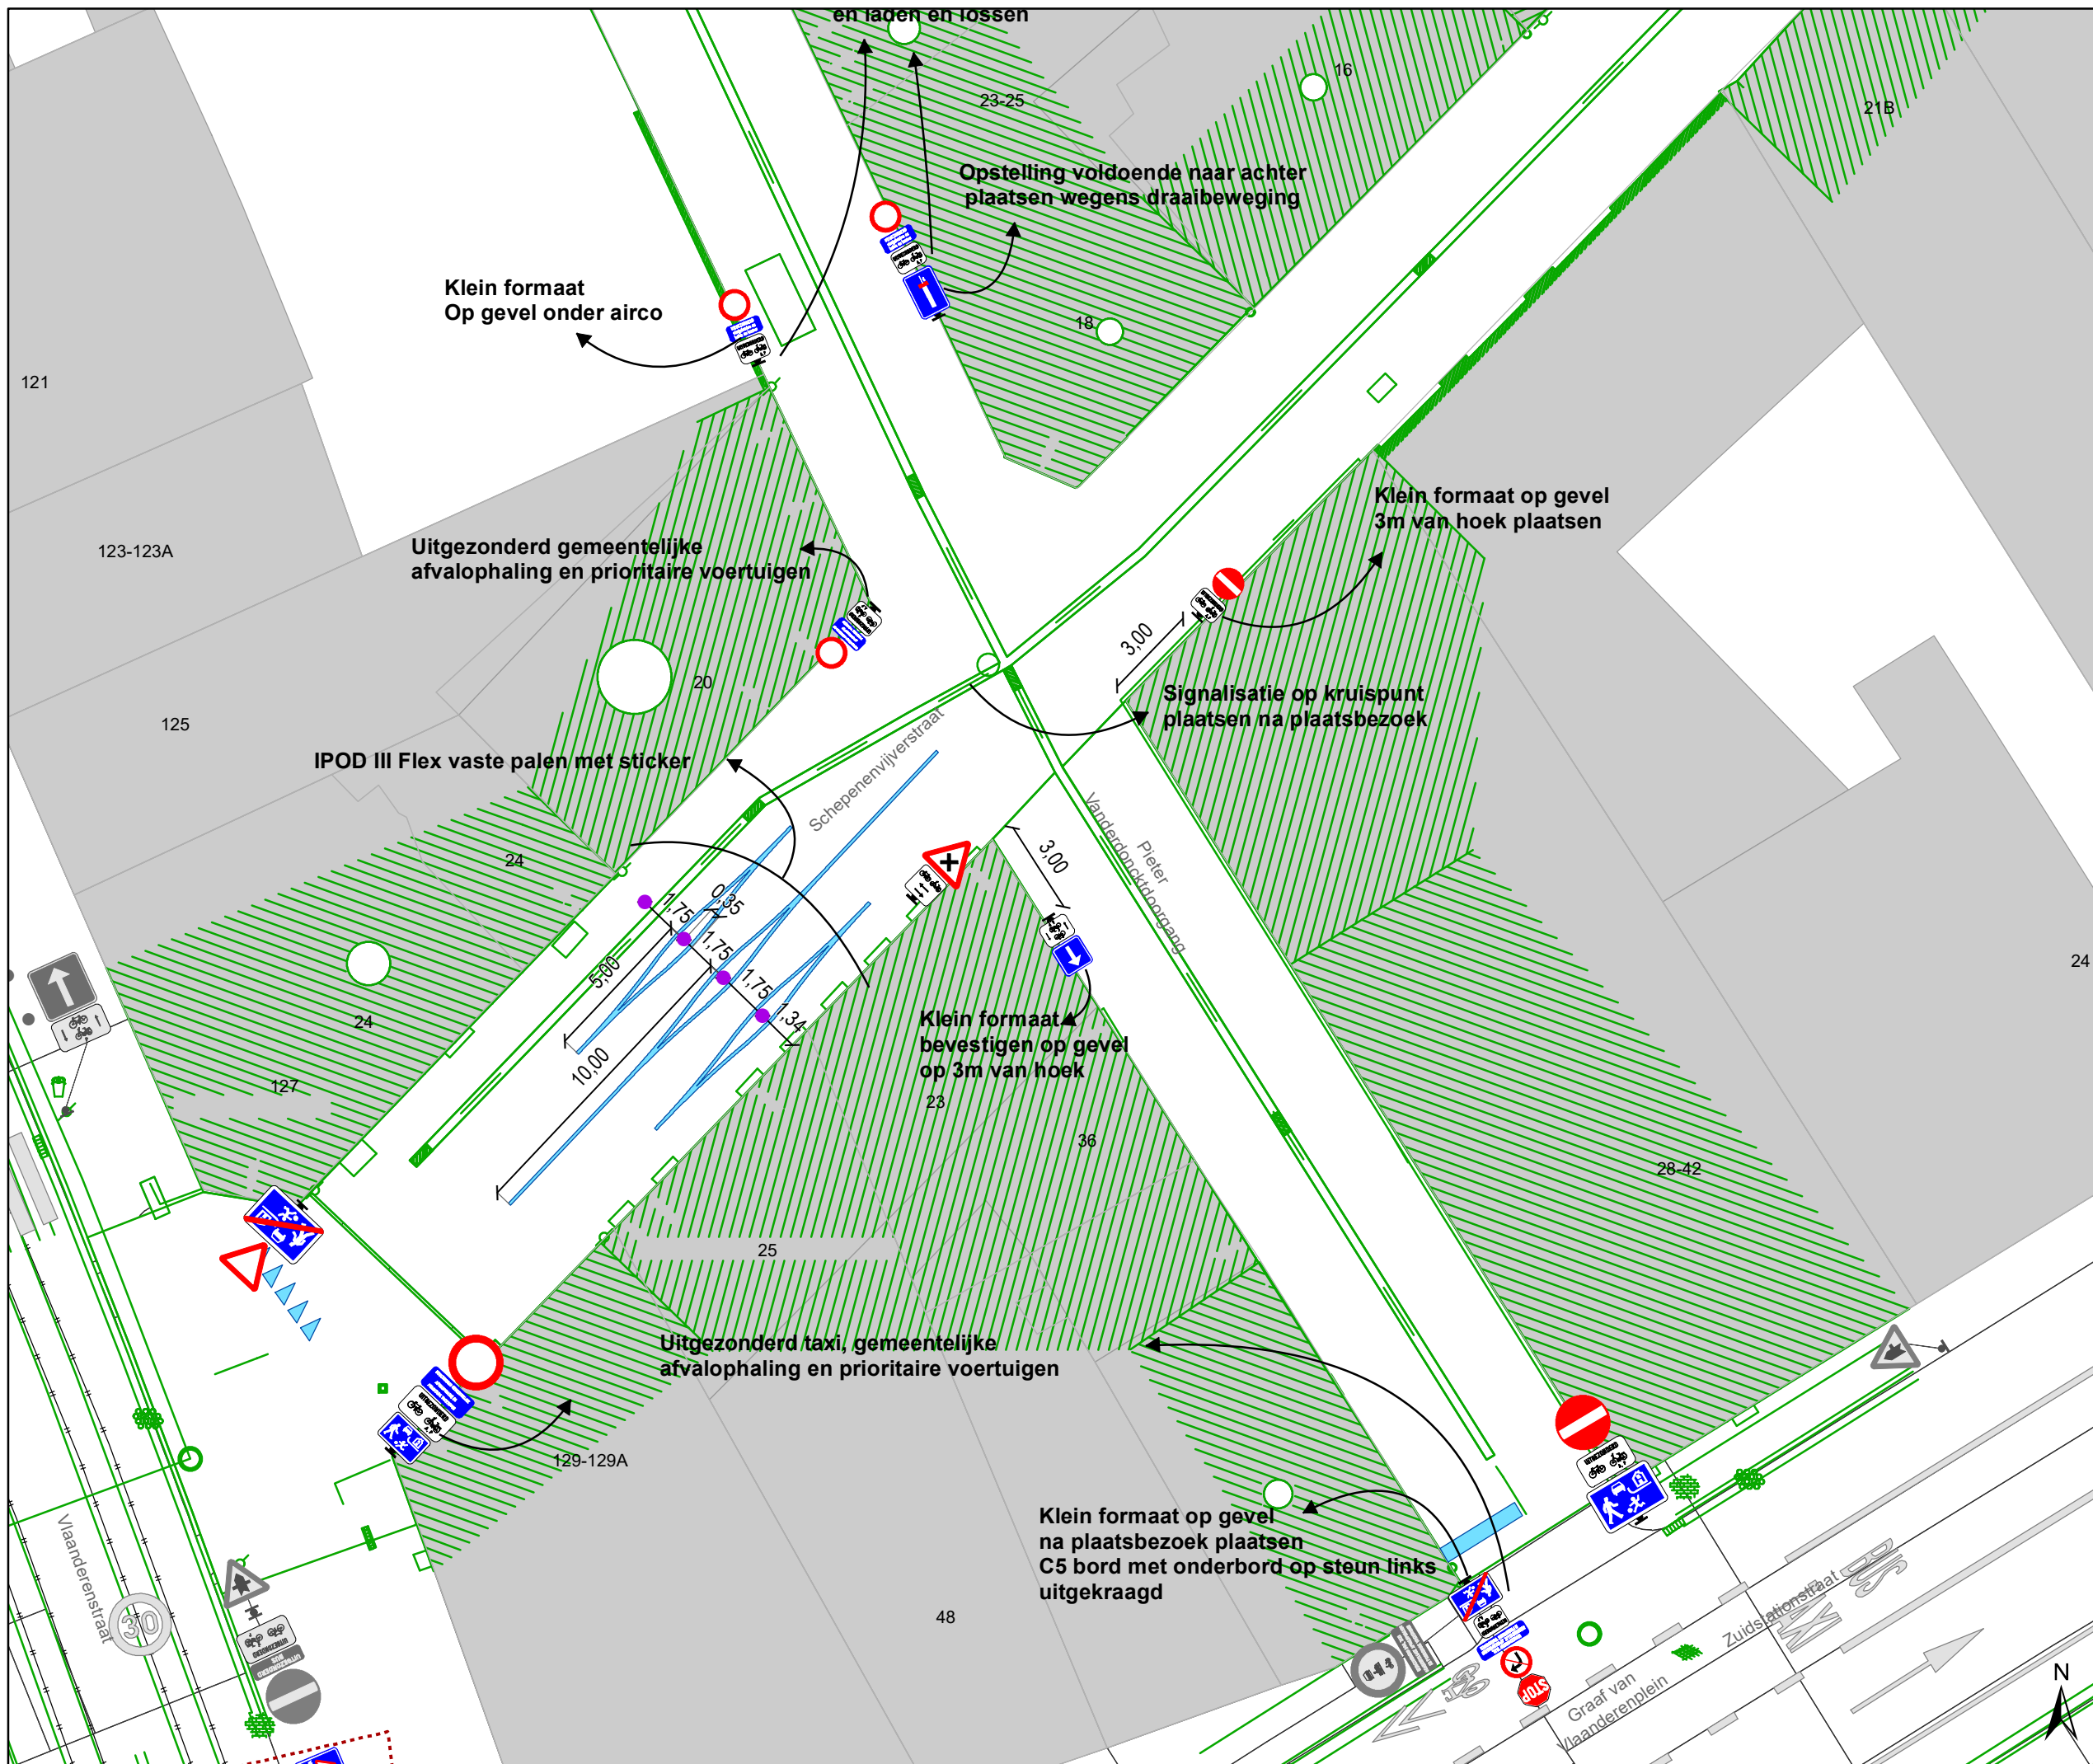 en laden en lossen
23-25
16
21B
Opstelling voldoende naar achter
plaatsen wegens draaibeweging
Klein formaat
Op gevel onder airco
18
121
Klein formaat op gevel
3m van hoek plaatsen
123-123A
Uitgezonderd gemeentelijke
afvalophaling en prioritaire voertuigen
3,00
20
Signalisatie op kruispunt
plaatsen na plaatsbezoek
125
IPOD III Flex vaste palen met sticker
Schepenenvijverstraat
Pieter
Vanderdoncktdoorgang
3,00
24
0,35
1,75
1,75
1,75
1,34
5,00
10,00
24
24
127
Klein formaat
bevestigen op gevel
op 3m van hoek
23
36
28-42
25
Uitgezonderd taxi, gemeentelijke
afvalophaling en prioritaire voertuigen
129-129A
Klein formaat op gevel
na plaatsbezoek plaatsen
C5 bord met onderbord op steun links
uitgekraagd
48
Vlaanderenstraat
30
UITGEZONDERD
BUS
STOP
BUS
Zuidstationstraat
Graaf van
Vlaanderenplein
N